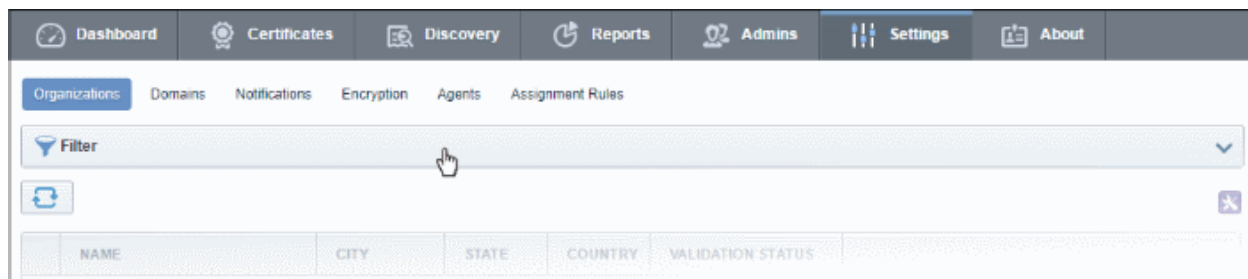 Dashboard Certificates Discovery Reports Admins Settings About
Organizations Domains Notifications Encryption Agents Assignment Rules
Filter
NAME CITY STATE COUNTRY VALIDATION STATUS